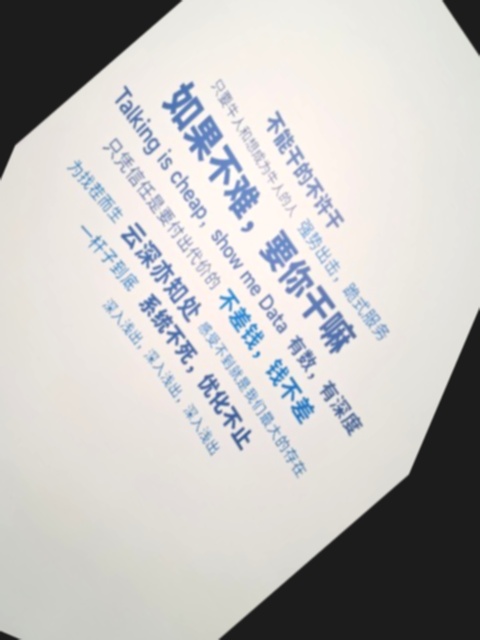 不能干的不许干
只要牛人和想成为牛人的人 强势出击，跪式服务
如果不难，要你干嘛
Talking is cheap, show me Data 有数，有深度
只凭信任是要付出代价的 不差钱，钱不差
为找茬而生 云深亦知处 感受不到就是我们最大的存在
一杆子到底 系统不死，优化不止
深入浅出，深入浅出，深入浅出